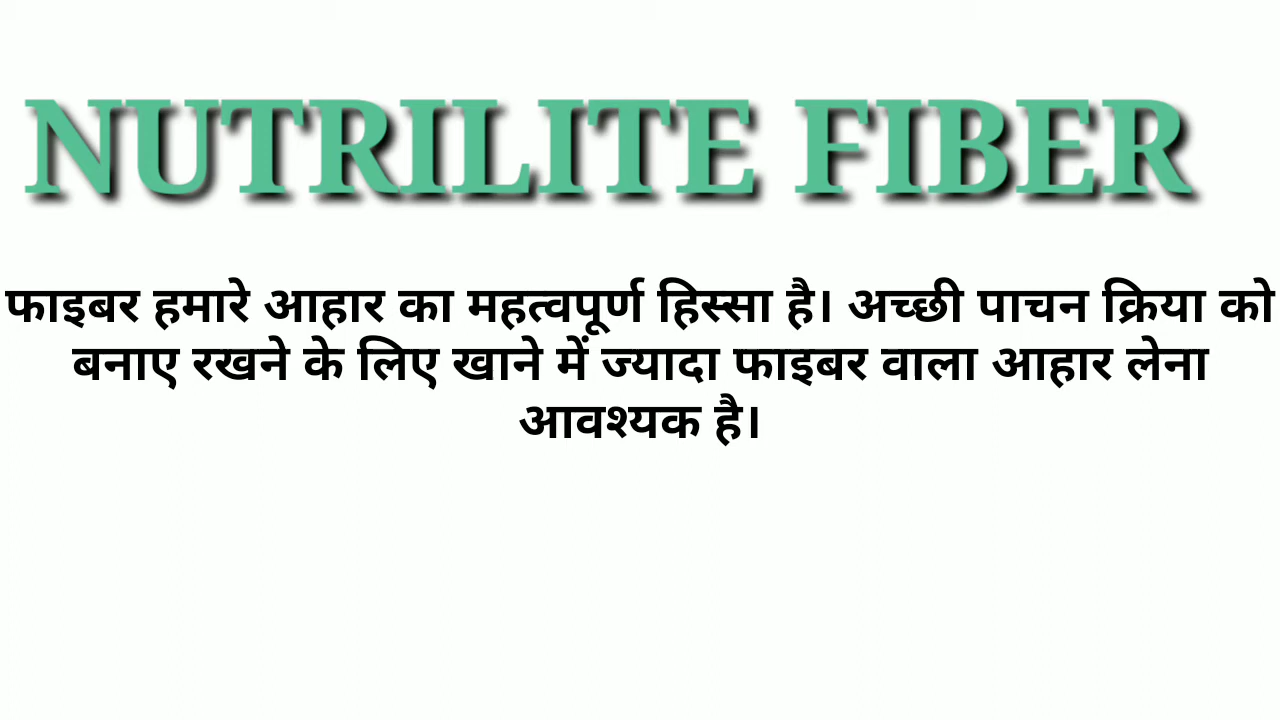 NUTRILITE FIBER
फाइबर हमारे आहार का महत्वपूर्ण हिस्सा है। अच्छी पाचन क्रिया को
बनाए रखने के लिए खाने में ज्यादा फाइबर वाला आहार लेना
आवश्यक है।